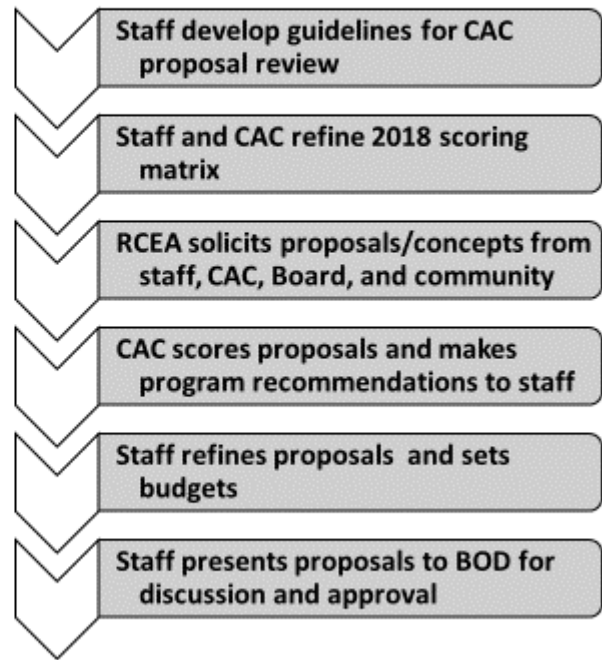 Staff develop guidelines for CAC
proposal review
Staff and CAC refine 2018 scoring
matrix
RCEA solicits proposals/concepts from
staff, CAC, Board, and community
CAC scores proposals and makes
program recommendations to staff
Staff refines proposals and sets
budgets
Staff presents proposals to BOD for
discussion and approval